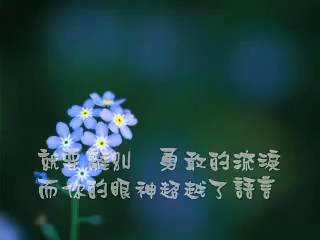 就要離別　勇敢的流淚
而你的眼神超越了語言